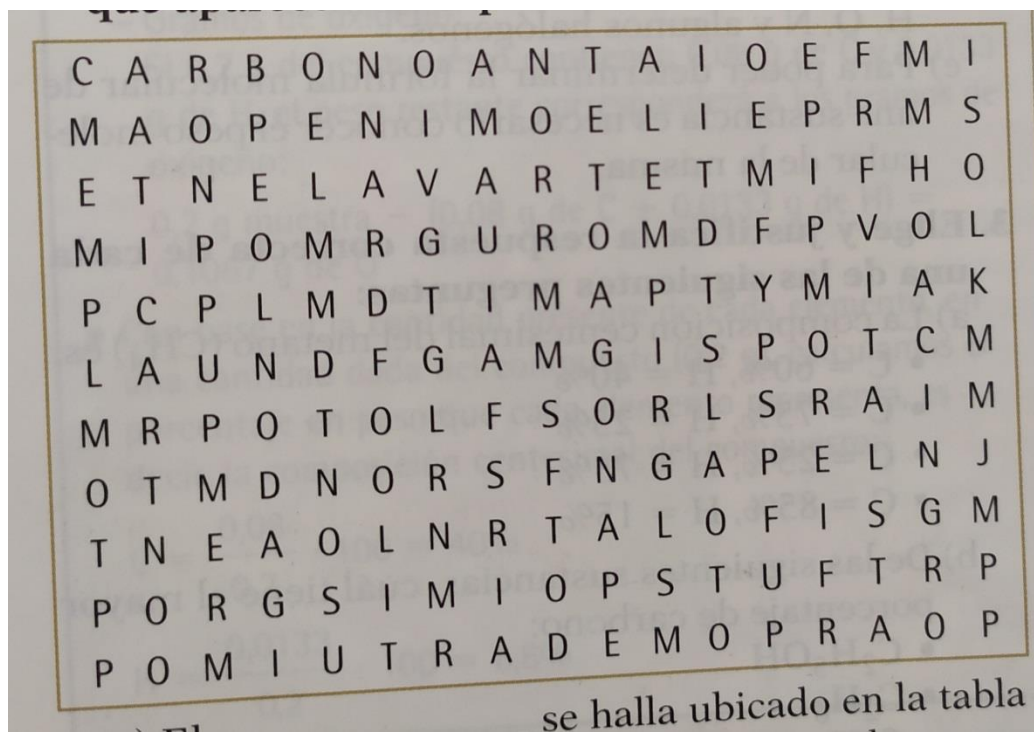 C A R B O N O A N T A I O E F M I
M A O P E N I M O E L I E P R M S
E T N E L A V A R T E T M I F H O
M I P O M R G U R O M D F P V O L
P C P L M D T I M A P T Y M I A K
L A U N D F G A M G I S P O T C M
M R P O T O L F S O R L S R A I M
O T M D N O R S F N G A P E L N J
T N E A O L N R T A L O F I S G M
P O R G S I M I O P S T U F T R P
P O M I U T R A D E M O P R A O P
se halla ubicado en la tabla